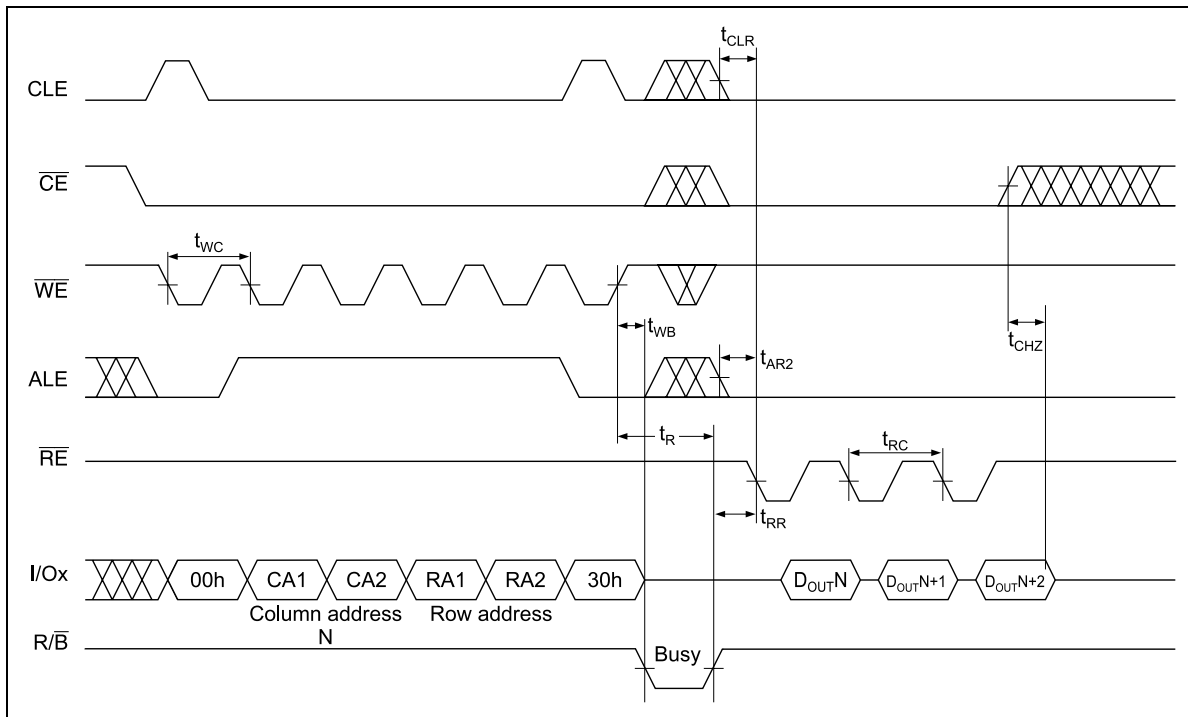 tCLR
CLE
CE
tWC
WE
tWB
tCHZ
tAR2
ALE
tR
tRC
RE
tRR
I/Ox 00h CA1 CA2 RA1 RA2 30h DOUTN DOUTN+1 DOUTN+2
Column address Row address
N
R/B Busy